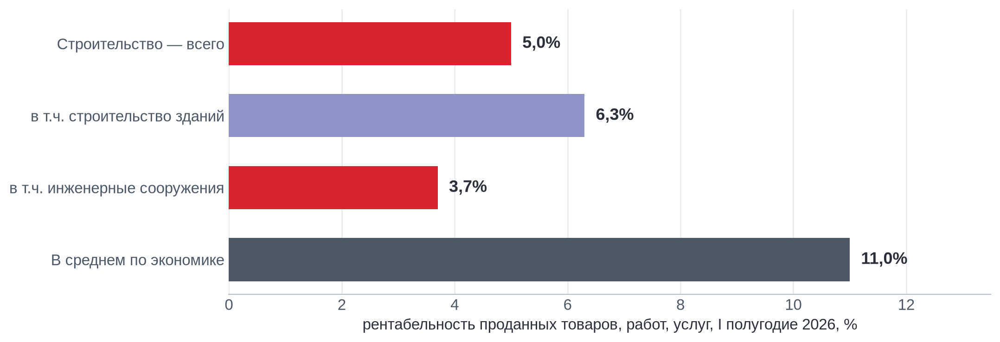 Строительство — всего
5,0%
в т.ч. строительство зданий
6,3%
в т.ч. инженерные сооружения
3,7%
В среднем по экономике
11,0%
0 2 4 6 8 10 12
рентабельность проданных товаров, работ, услуг, I полугодие 2026, %